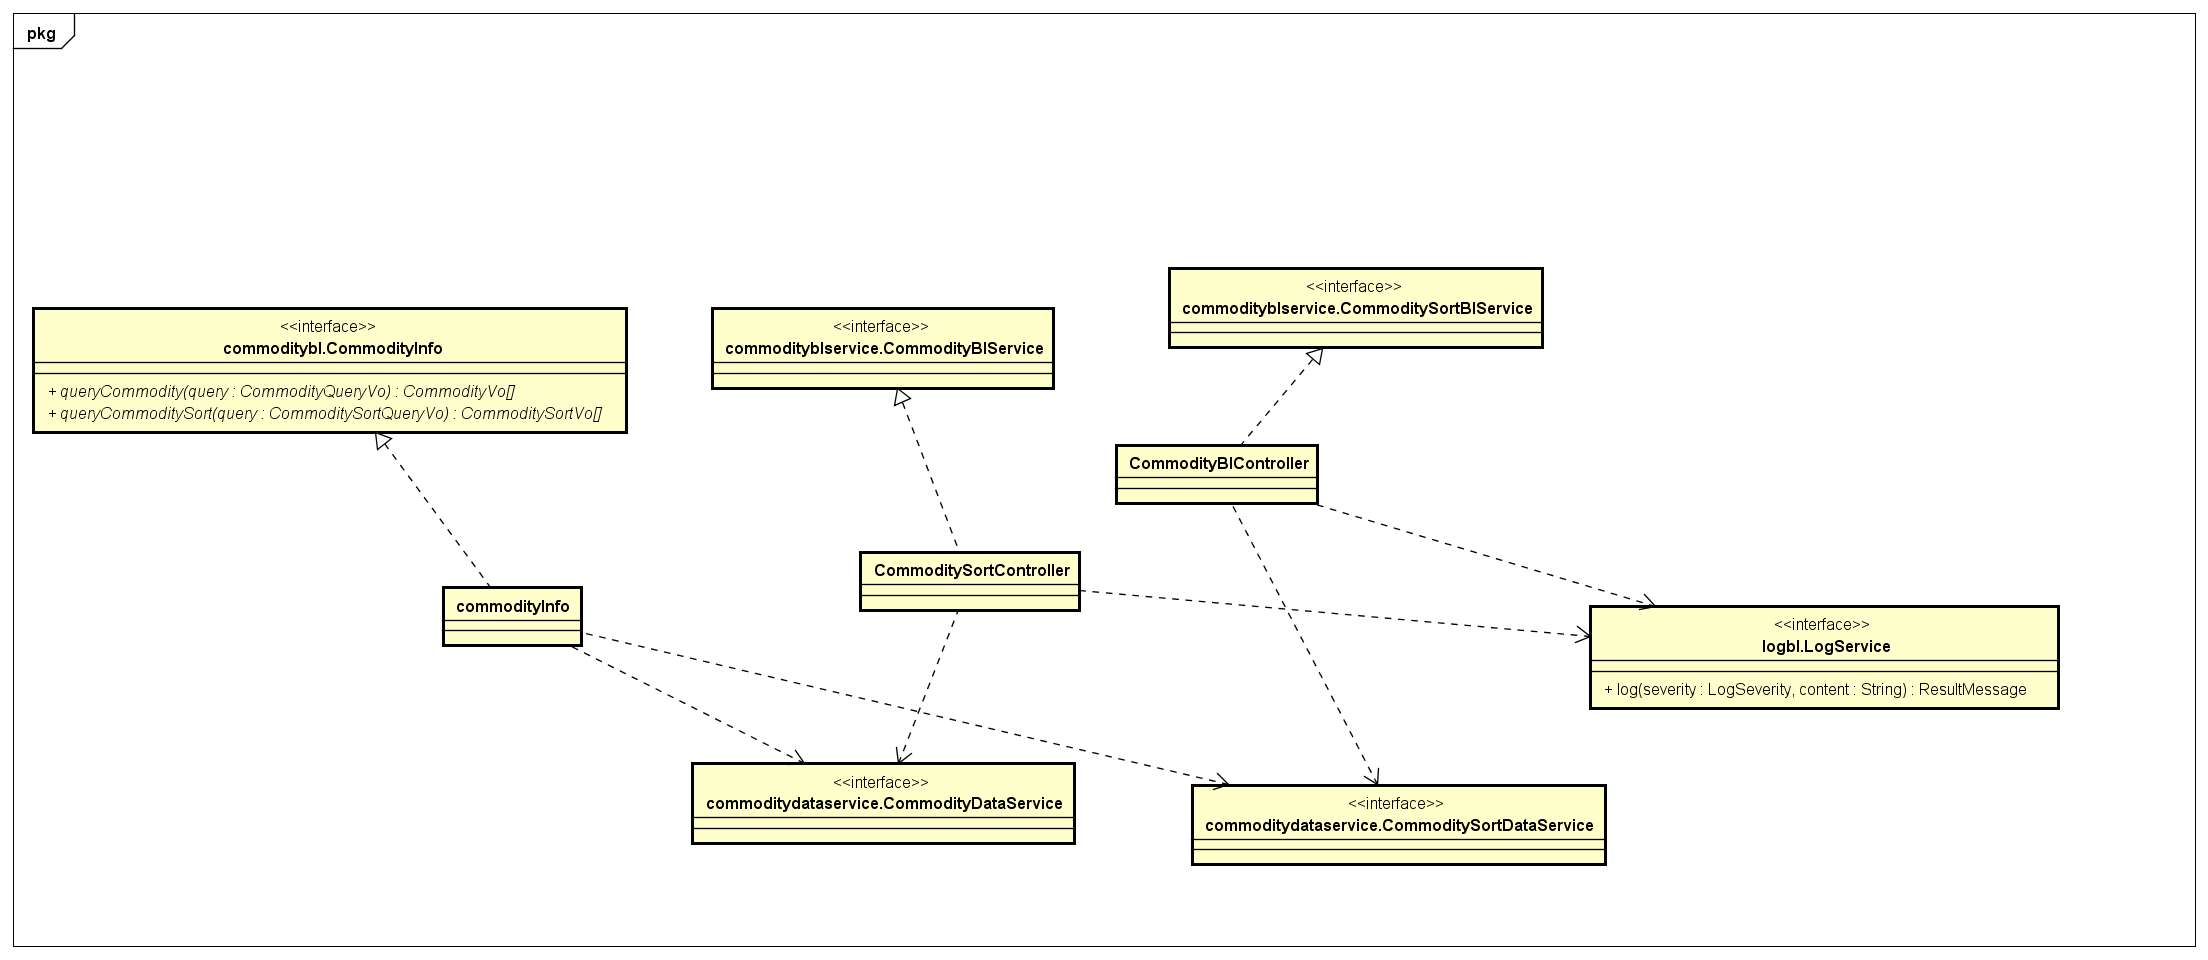 pkg
<<interface>>
commoditybl.CommodityInfo
+ queryCommodity(query : CommodityQueryVo) : CommodityVo[]
+ queryCommoditySort(query : CommoditySortQueryVo) : CommoditySortVo[]
<<interface>>
commodityblservice.CommodityBlService
<<interface>>
commodityblservice.CommoditySortBlService
CommodityBlController
CommoditySortController
commodityInfo
<<interface>>
logbl.LogService
+ log(severity : LogSeverity, content : String) : ResultMessage
<<interface>>
commoditydataservice.CommodityDataService
<<interface>>
commoditydataservice.CommoditySortDataService